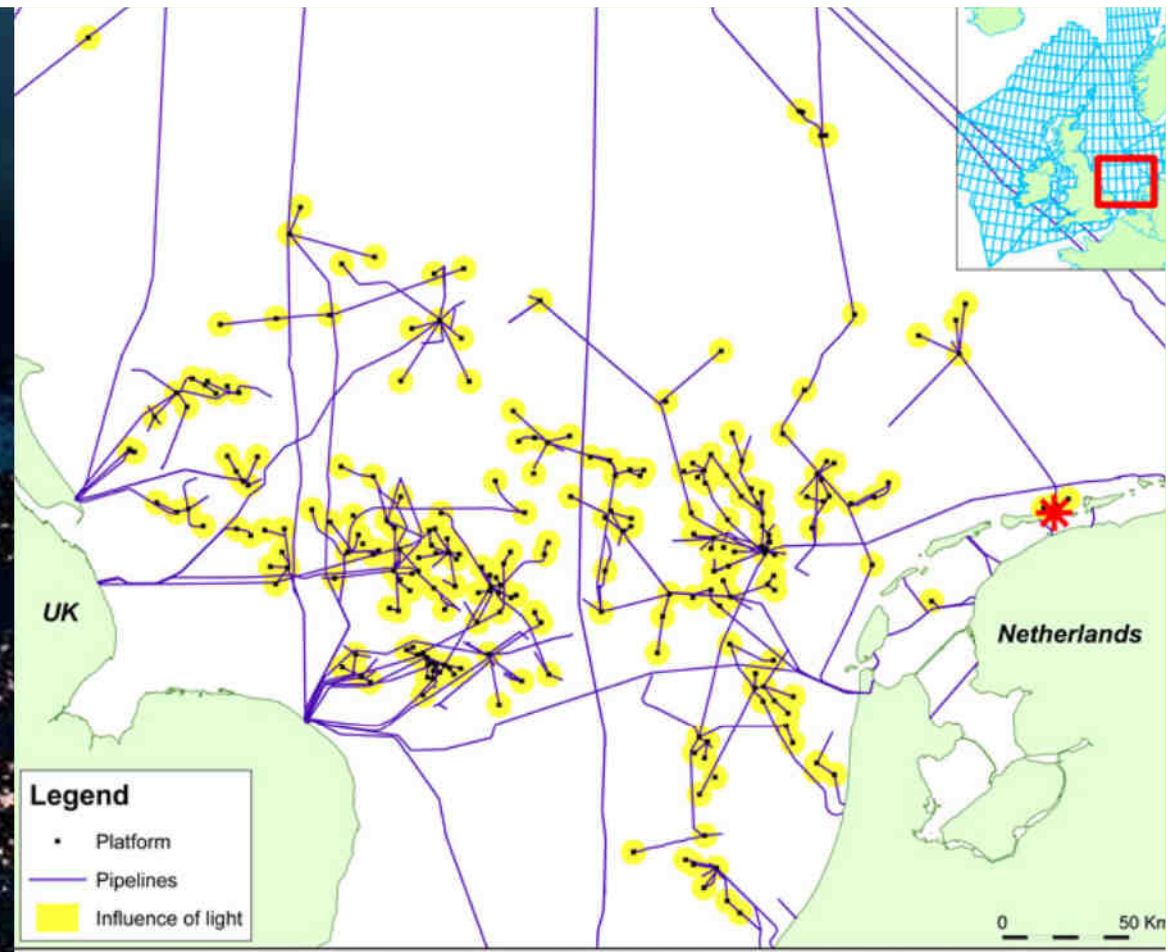 UK
Netherlands
Legend
Platform
Pipelines
Influence of light
0 50 Km